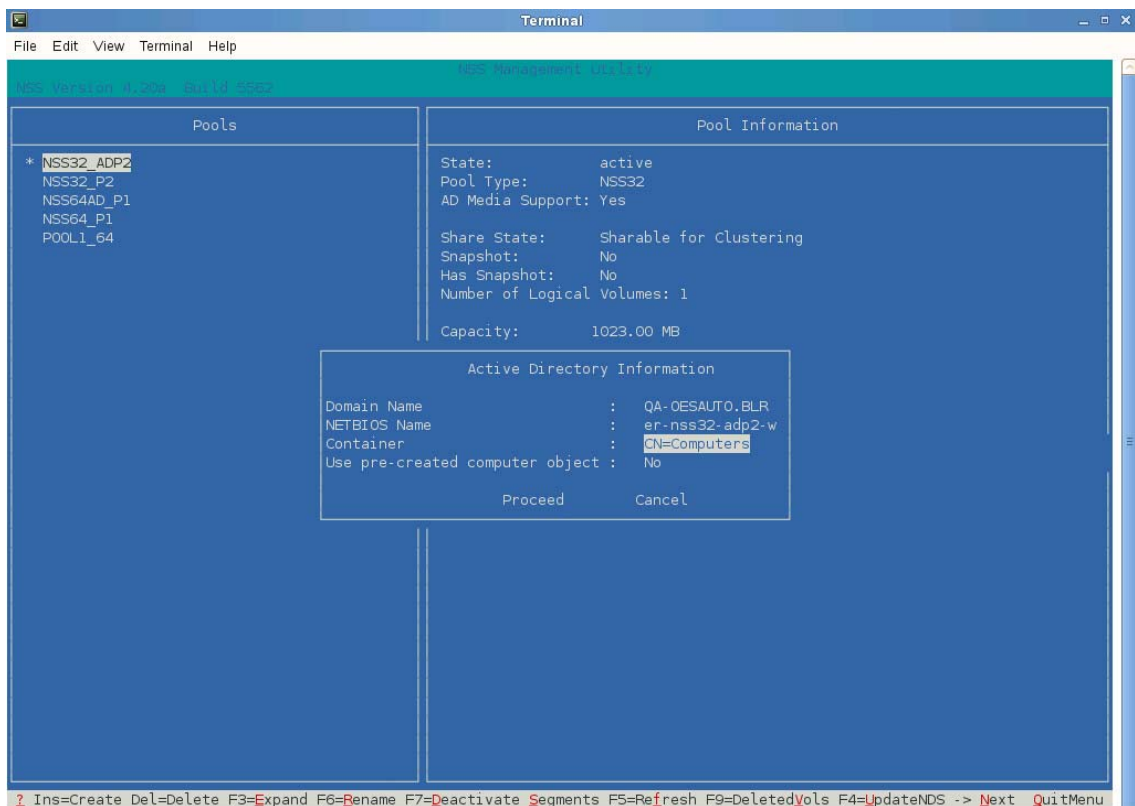 Terminal
File Edit View Terminal Help
NSS Management Utility
NSS Version 4.20a Build 5562
Pools
Pool Information
* NSS32_ADP2
NSS32_P2
NSS64AD_P1
NSS64_P1
POOL1_64
State: active
Pool Type: NSS32
AD Media Support: Yes
Share State: Sharable for Clustering
Snapshot: No
Has Snapshot: No
Number of Logical Volumes: 1
Capacity: 1023.00 MB
Active Directory Information
Domain Name : QA-OESAUTO.BLR
NETBIOS Name : er-nss32-adp2-w
Container : CN=Computers
Use pre-created computer object : No
Proceed Cancel
? Ins=Create Del=Delete F3=Expand F6=Rename F7=Deactivate Segments F5=Refresh F9=DeletedVols F4=UpdateNDS -> Next QuitMenu